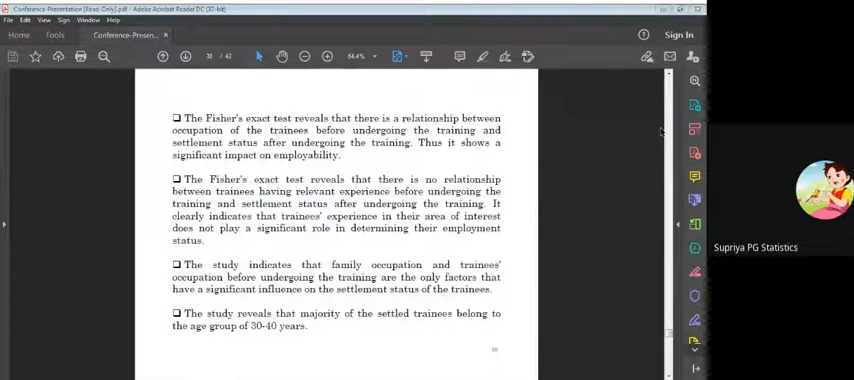 Conference-Presentation [Read-Only].pdf - Adobe Acrobat Reader DC (32-bit)
File Edit View Sign Window Help
Home Tools Conference-Presen... × Sign In
38 / 42 64.4%
The Fisher's exact test reveals that there is a relationship between
occupation of the trainees before undergoing the training and
settlement status after undergoing the training. Thus it shows a
significant impact on employability.
The Fisher's exact test reveals that there is no relationship
between trainees having relevant experience before undergoing the
training and settlement status after undergoing the training. It
clearly indicates that trainees' experience in their area of interest
does not play a significant role in determining their employment
status.
The study indicates that family occupation and trainees'
occupation before undergoing the training are the only factors that
have a significant influence on the settlement status of the trainees.
The study reveals that majority of the settled trainees belong to
the age group of 30-40 years.
Supriya PG Statistics